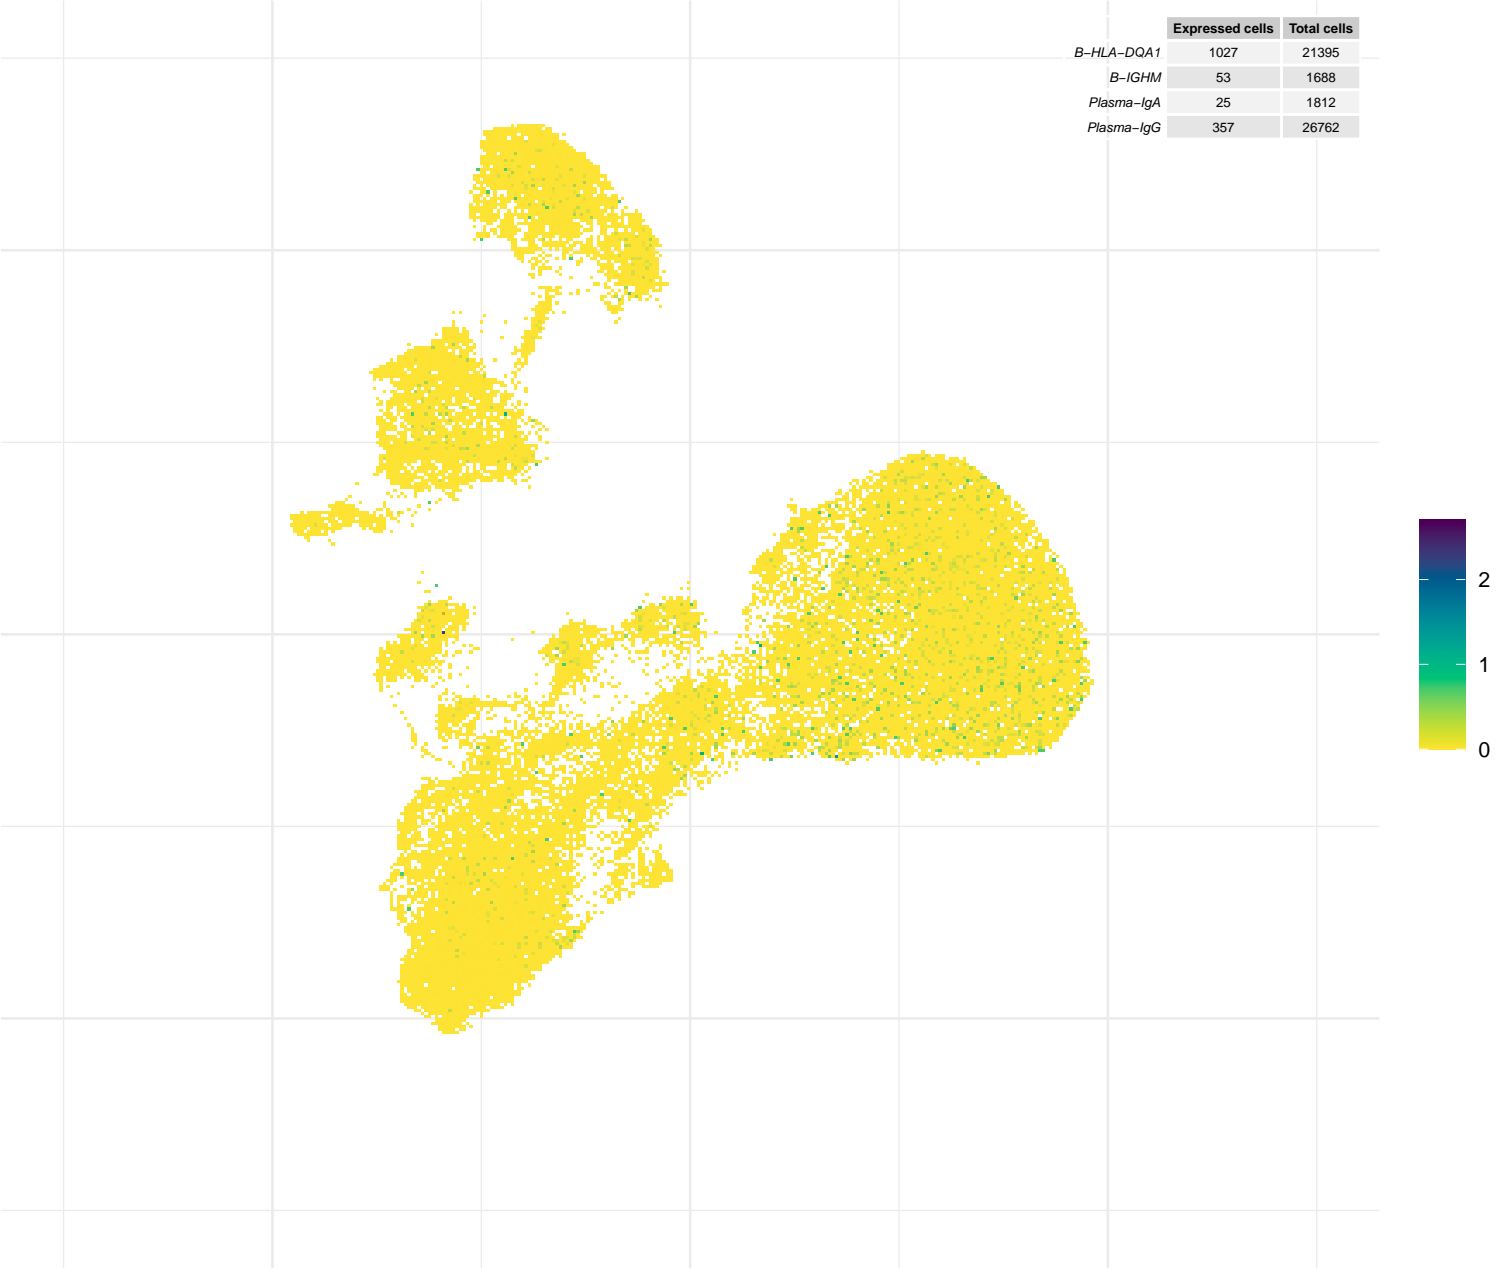 Expressed cells Total cells
B−HLA−DQA1 1027 21395
B−IGHM 53 1688
Plasma−IgA 25 1812
Plasma−IgG 357 26762
2
1
0